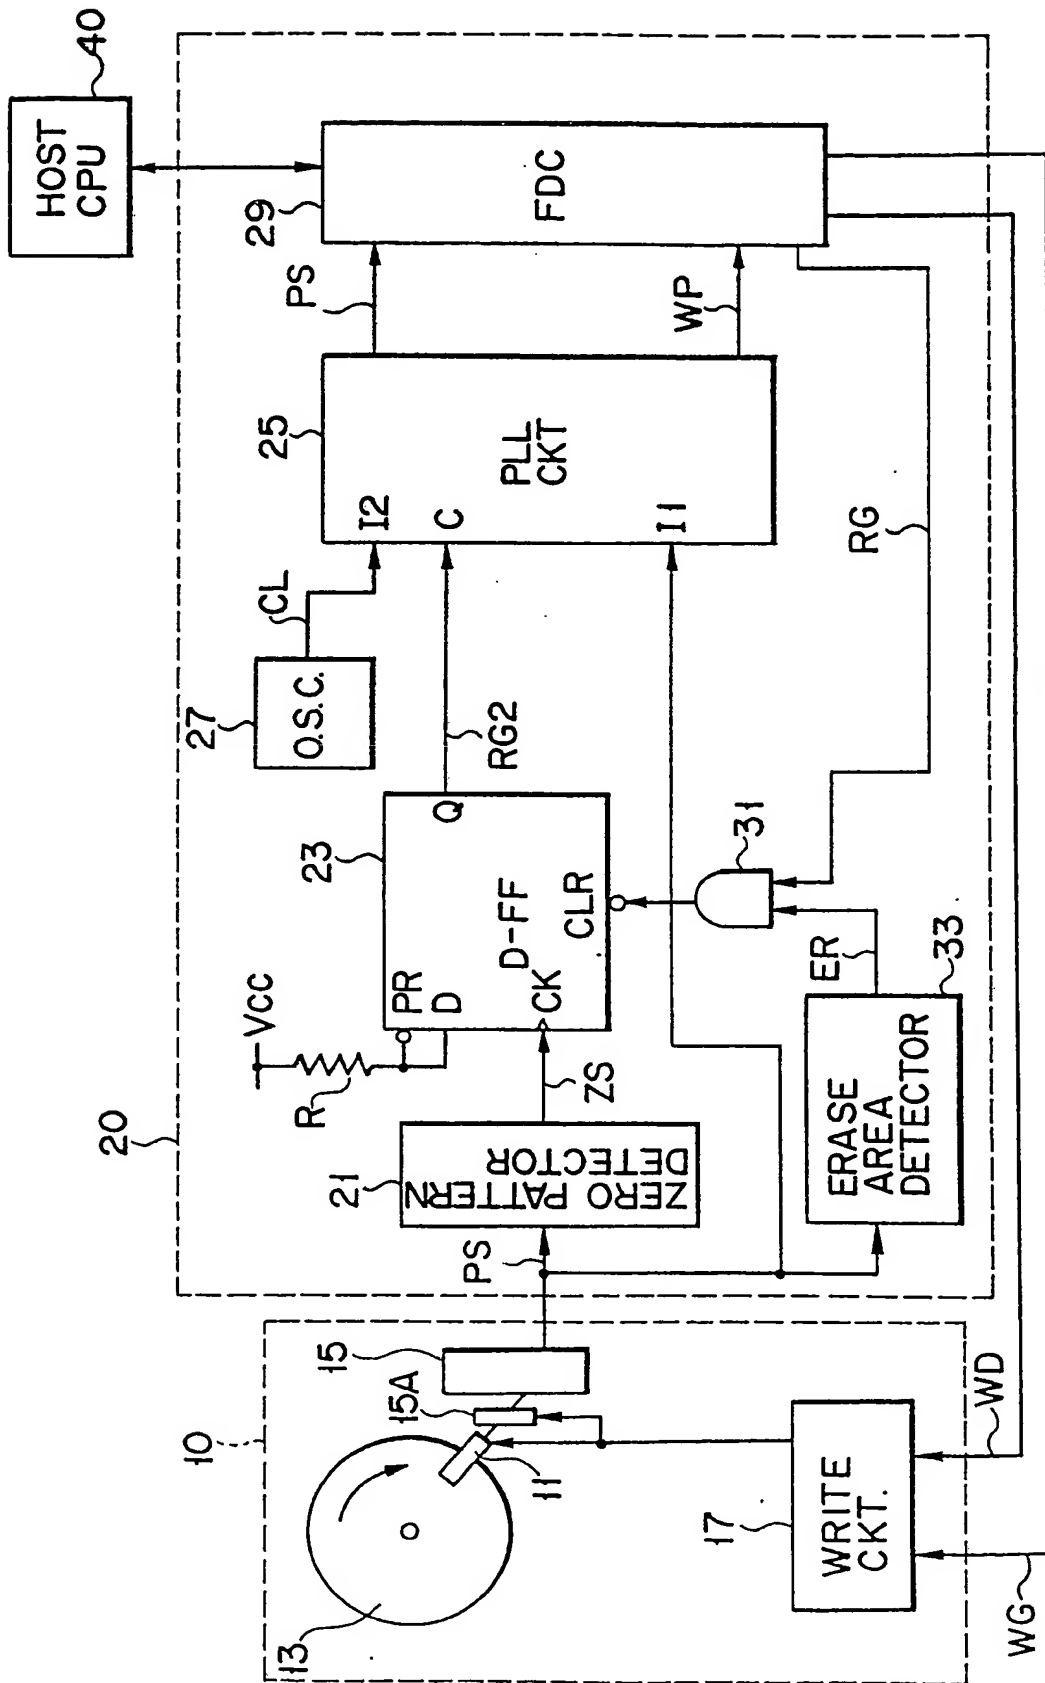 HOST
CPU
40
20
29
FDC
PS
WP
25
PLL
CKT
I2
C
I1
RG
CL
27
O.S.C.
RG2
23
Q
D-FF
PR
D
CK
CLR
31
VCC
R
ZS
ER
33
ERASE
AREA
DETECTOR
21
ZERO PATTERN
DETECTOR
PS
10
15
15A
11
13
17
WRITE
CKT.
WD
WG